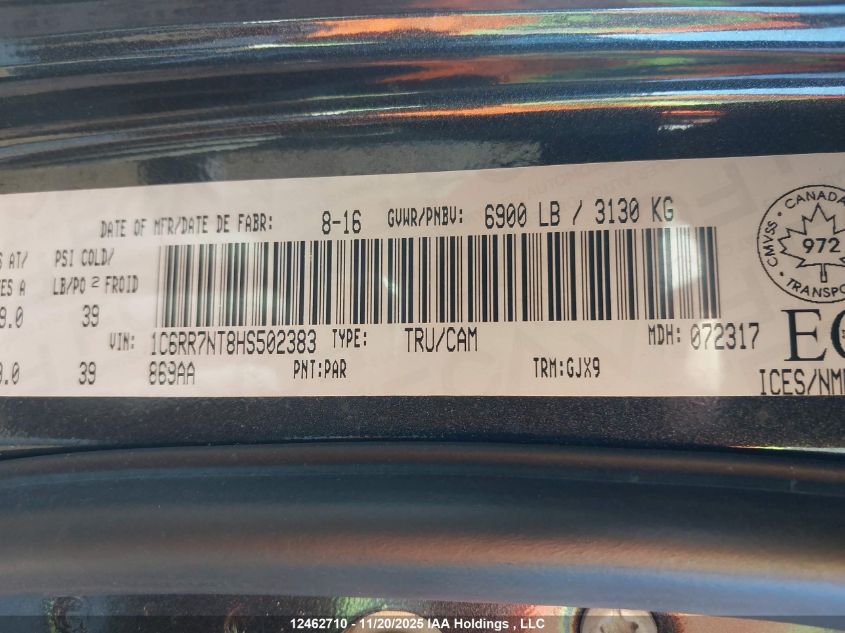 DATE OF MFR/DATE DE FABR: 8-16 GVWR/PNBV: 6900 LB / 3130 KG
AT/ PSI COLD/
ES A LB/PO 2 FROID
9.0 39
VIN: 1C6RR7NT8HS502383 TYPE: TRU/CAM MDH: 072317
.0 39 869AA PNT:PAR TRM:GJX9
CMVSS CANADA
972
TRANSPO
ICES/NM
12462710 - 11/20/2025 IAA Holdings , LLC